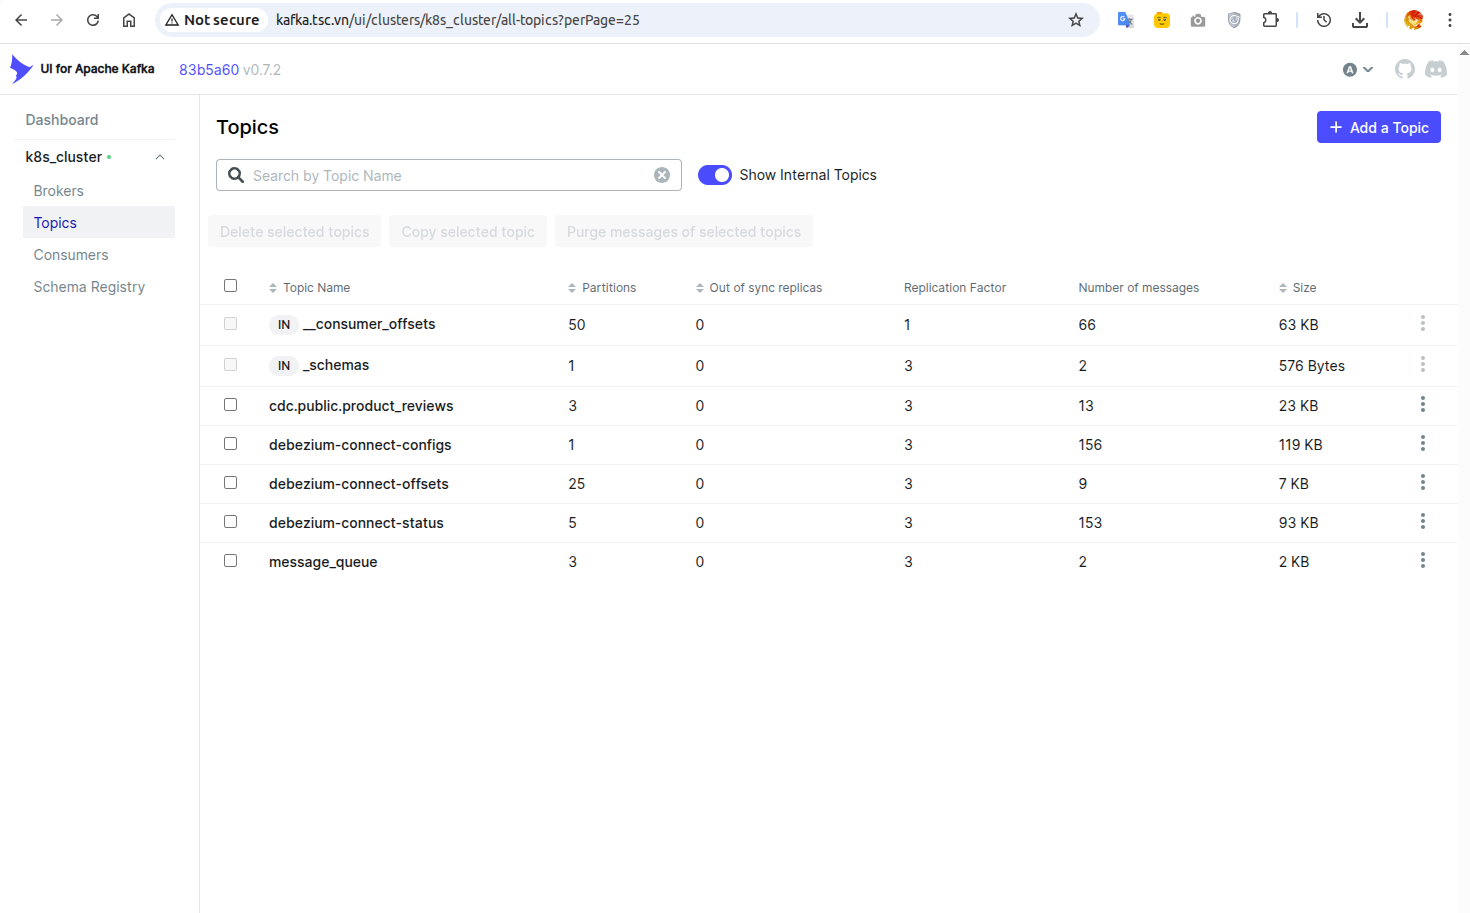 Not secure kafka.tsc.vn/ui/clusters/k8s_cluster/all-topics?perPage=25
UI for Apache Kafka 83b5a60 v0.7.2 A
Dashboard
k8s_cluster
Brokers
Topics
Consumers
Schema Registry
Topics
+ Add a Topic
Search by Topic Name Show Internal Topics
Delete selected topics Copy selected topic Purge messages of selected topics
Topic Name Partitions Out of sync replicas Replication Factor Number of messages Size
IN __consumer_offsets 50 0 1 66 63 KB
IN _schemas 1 0 3 2 576 Bytes
cdc.public.product_reviews 3 0 3 13 23 KB
debezium-connect-configs 1 0 3 156 119 KB
debezium-connect-offsets 25 0 3 9 7 KB
debezium-connect-status 5 0 3 153 93 KB
message_queue 3 0 3 2 2 KB